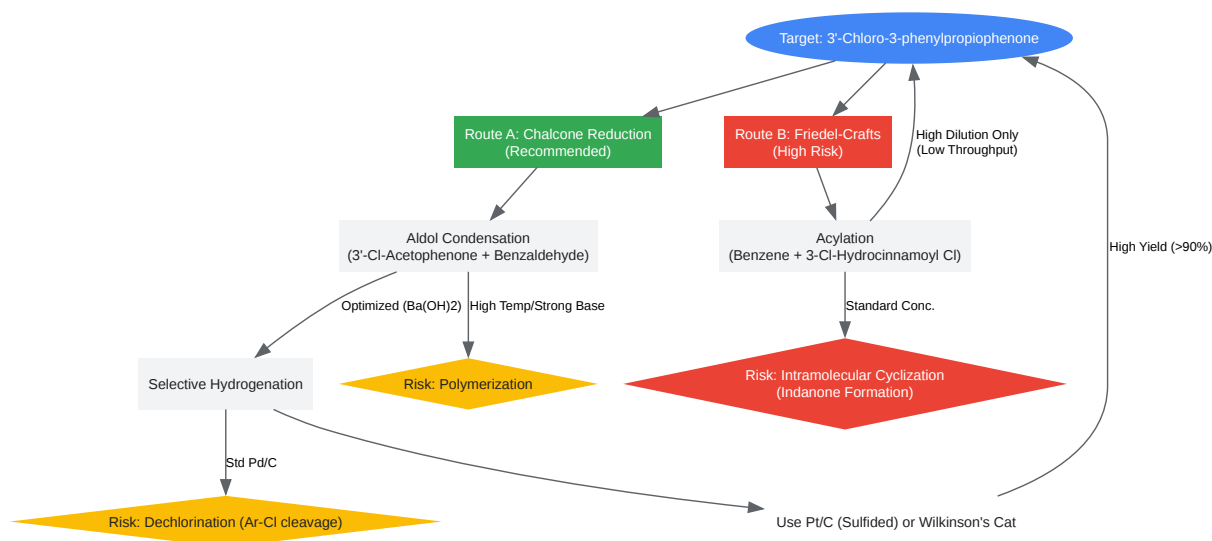 Target: 3'-Chloro-3-phenylpropiophenone
Route A: Chalcone Reduction
(Recommended)
Route B: Friedel-Crafts
(High Risk)
High Dilution Only
(Low Throughput)
Aldol Condensation
(3'-Cl-Acetophenone + Benzaldehyde)
Acylation
(Benzene + 3-Cl-Hydrocinnamoyl Cl)
High Yield (>90%)
Optimized (Ba(OH)2)
High Temp/Strong Base
Standard Conc.
Selective Hydrogenation
Risk: Polymerization
Risk: Intramolecular Cyclization
(Indanone Formation)
Std Pd/C
Risk: Dechlorination (Ar-Cl cleavage)
Use Pt/C (Sulfided) or Wilkinson's Cat